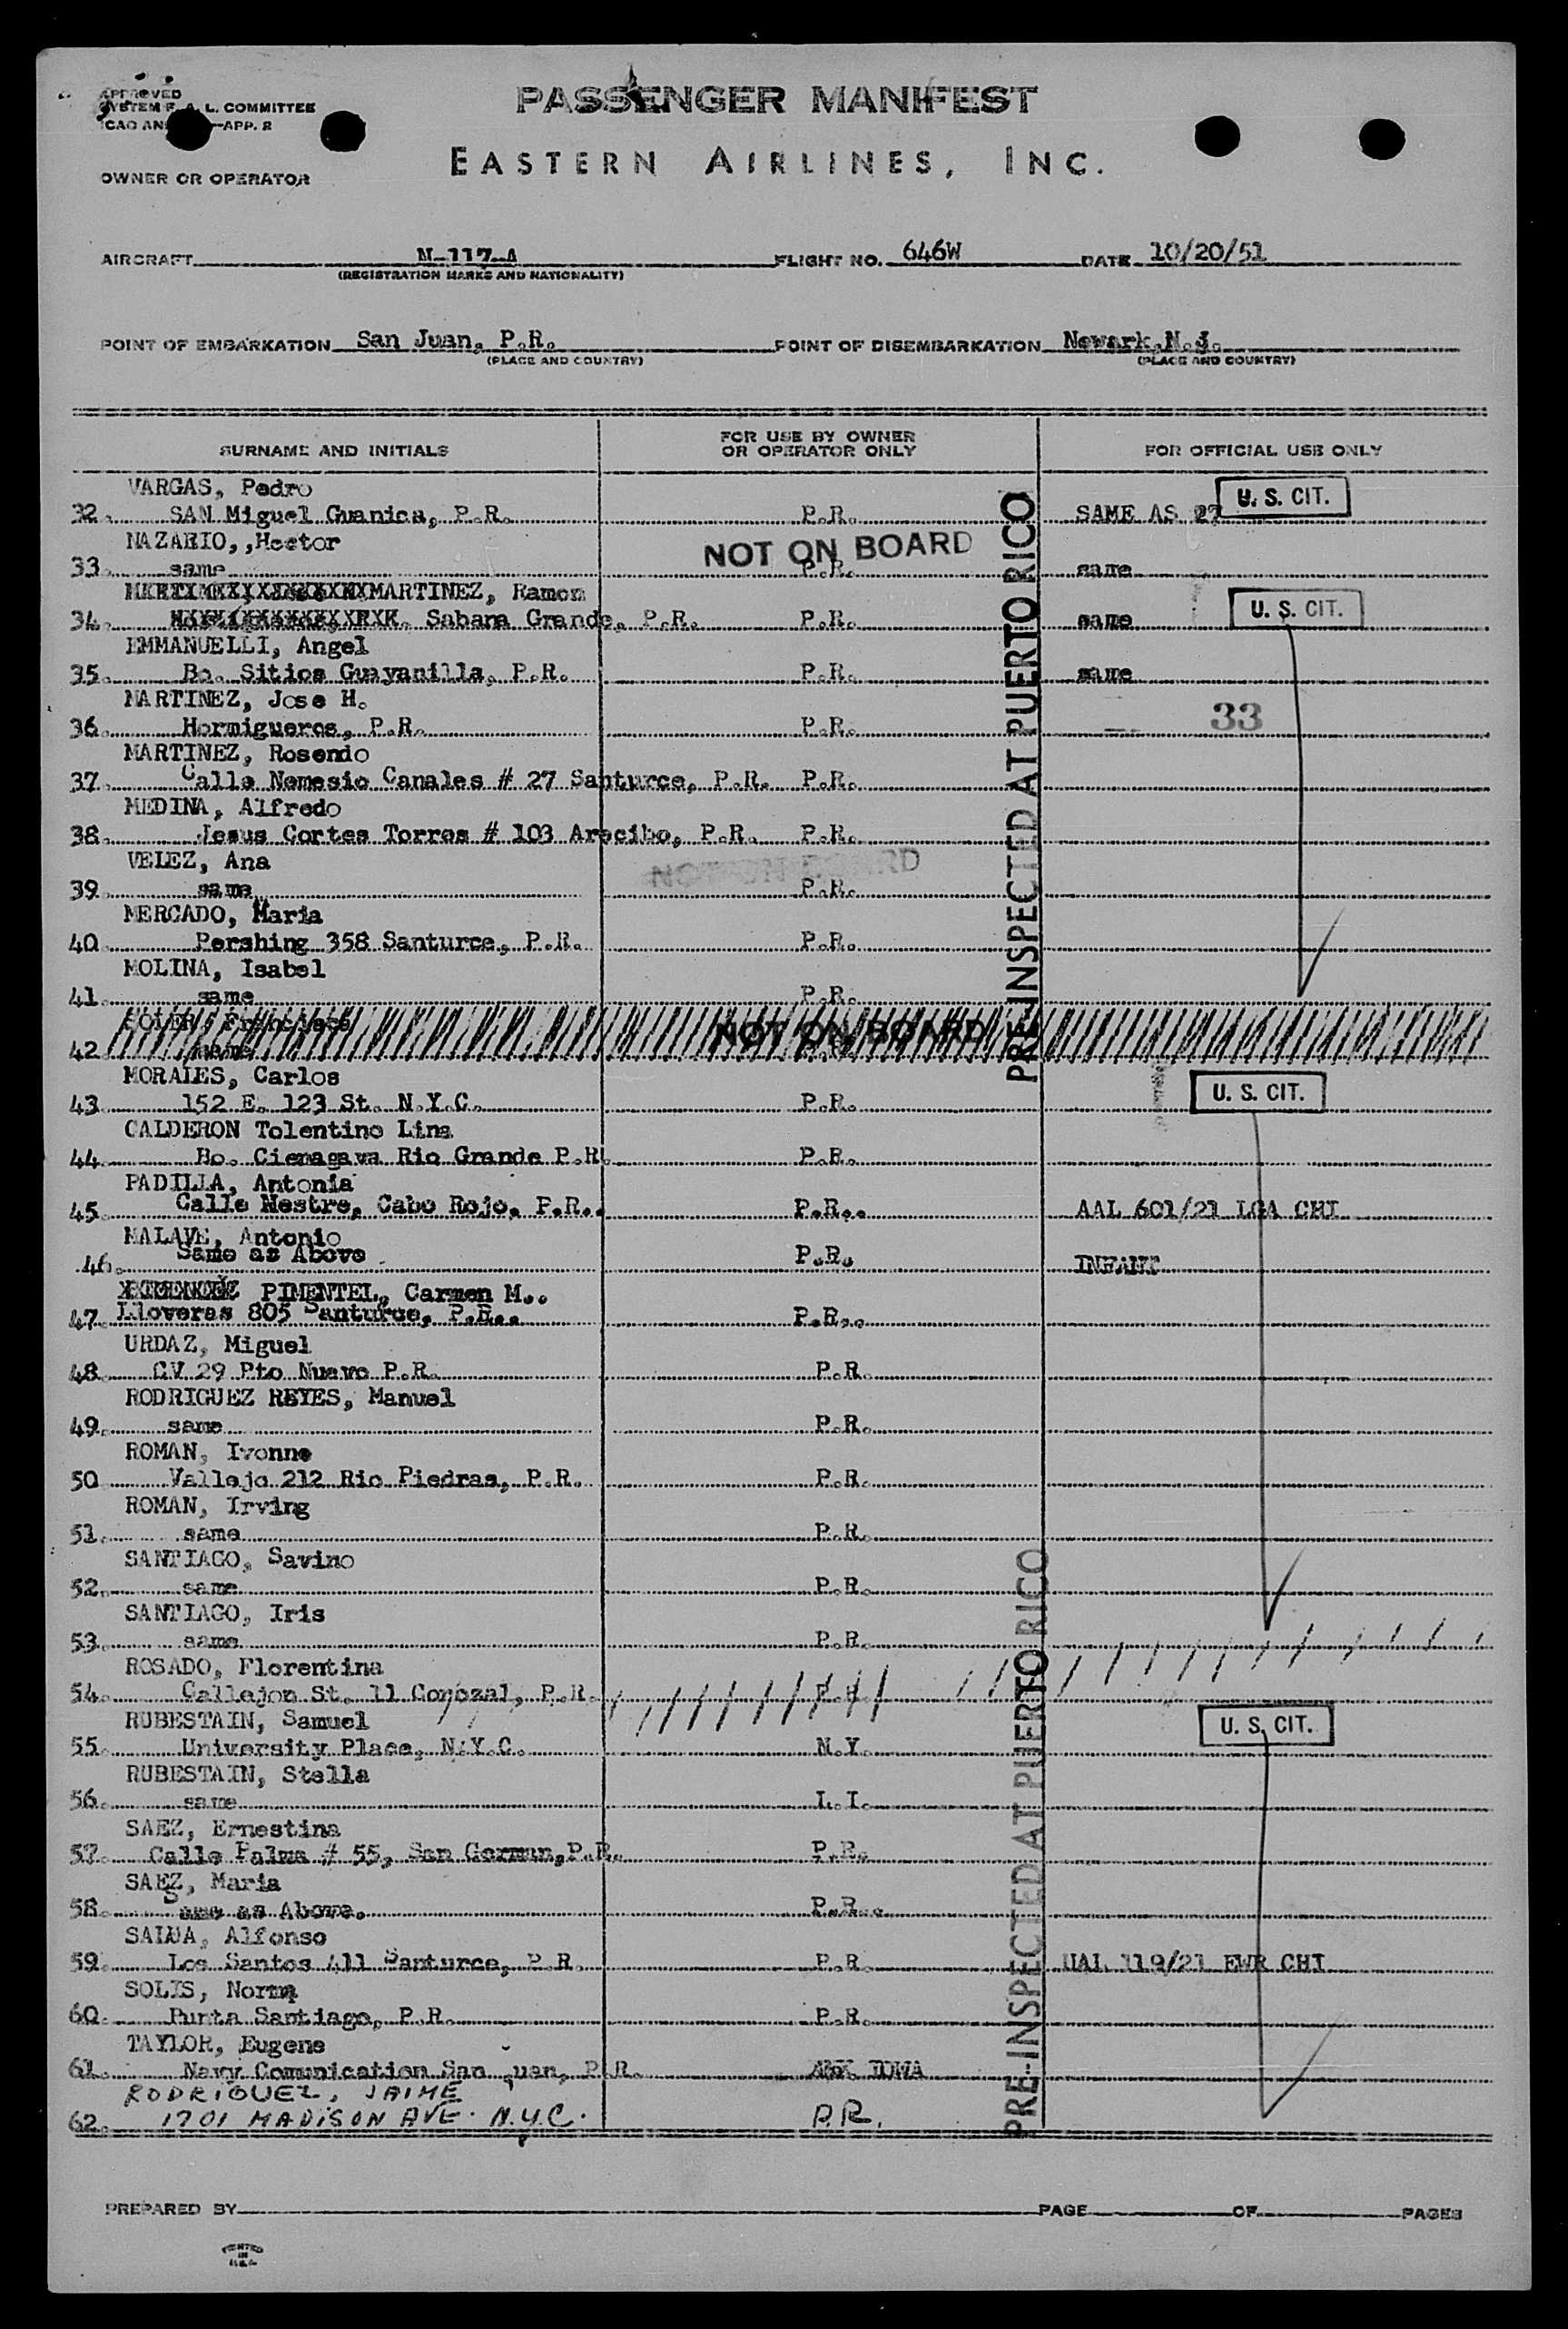 APPROVED
SYSTEM F. A. L. COMMITTEE
ICAO AN APP. 2
PASSENGER MANIFEST
EASTERN AIRLINES, INC.
OWNER OR OPERATOR
AIRCRAFT N-117-A FLIGHT NO. 646W DATE 10/20/51
(REGISTRATION MARKS AND NATIONALITY)
POINT OF EMBARKATION San Juan, P.R. POINT OF DISEMBARKATION Newark,N.J.
(PLACE AND COUNTRY) (PLACE AND COUNTRY)
SURNAME AND INITIALS FOR USE BY OWNER OR OPERATOR ONLY FOR OFFICIAL USE ONLY
VARGAS, Pedro U. S. CIT.
32. SAN Miguel Guanica, P.R. P.R. SAME AS 27
NAZARIO,,Hector NOT ON BOARD
33. same P.R. same
MARTINEZ, Ramon U. S. CIT.
34. Sabana Grande, P.R. P.R. same
EMMANUELLI, Angel
35. Bo. Sitios Guayanilla, P.R. P.R. same
MARTINEZ, Jose H.
36. Hormigueros, P.R. P.R. 33
MARTINEZ, Rosendo
37. Calle Nemesio Canales # 27 Santurce, P.R. P.R.
MEDINA, Alfredo
38. Jesus Cortes Torres # 103 Arecibo, P.R. P.R.
VELEZ, Ana NOT ON BOARD
39. same P.R.
MERCADO, Maria
40. Pershing 358 Santurce, P.R. P.R.
MOLINA, Isabel
41. same P.R.
NOT ON BOARD
42. same
PRE-INSPECTED AT PUERTO RICO
MORALES, Carlos U. S. CIT.
43. 152 E. 123 St. N.Y.C. P.R.
CALDERON Tolentino Lina
44. Bo. Cienagava Rio Grande P.R. P.R.
PADILLA, Antonia
45. Calle Mestre, Cabo Rojo, P.R.. P.R.. AAL 601/21 LGA CHI
MALAVE, Antonio
46. Same as Above P.R. INFANT
PIMENTEL, Carmen M..
47. Lloveras 805 Santurce, P.R.. P.R..
URDAZ, Miguel
48. CV 29 Pto Nuevo P.R. P.R.
RODRIGUEZ REYES, Manuel
49. same P.R.
ROMAN, Ivonne
50. Vallejo 212 Rio Piedras, P.R. P.R.
ROMAN, Irving
51. same P.R.
SANTIAGO, Savino
52. same P.R.
SANTIAGO, Iris
53. same P.R.
ROSADO, Florentina
54. Callejon St. 11 Corozal, P.R. P.R.
RUBESTAIN, Samuel U. S. CIT.
55. University Place, N.Y.C. N.Y.
RUBESTAIN, Stella
56. same L.I.
SAEZ, Ernestina
57. Calle Palma # 55, San German,P.R. P.R.
SAEZ, Maria
58. Same as Above. P.R..
SALWA, Alfonso
59. Los Santos 411 Santurce, P.R. P.R. UAL 119/21 EWR CHI
SOLIS, Norma
60. Punta Santiago, P.R. P.R.
TAYLOR, Eugene
61. Navy Comunication San Juan, P.R. IOWA
RODRIGUEZ, JAIME
62. 1701 MADISON AVE. N.Y.C. P.R.
PRE-INSPECTED AT PUERTO RICO
PREPARED BY PAGE OF PAGES
PRINTED
IN
U.S.A.